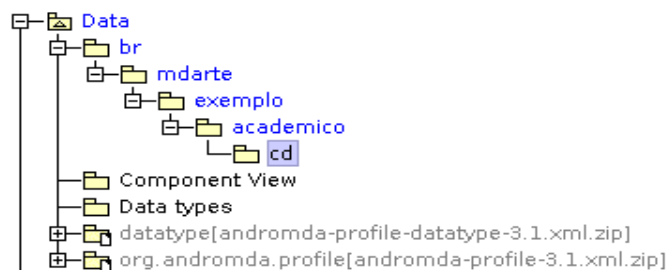 Data
br
mdarte
exemplo
academico
cd
Component View
Data types
datatype[andromda-profile-datatype-3.1.xml.zip]
org.andromda.profile[andromda-profile-3.1.xml.zip]